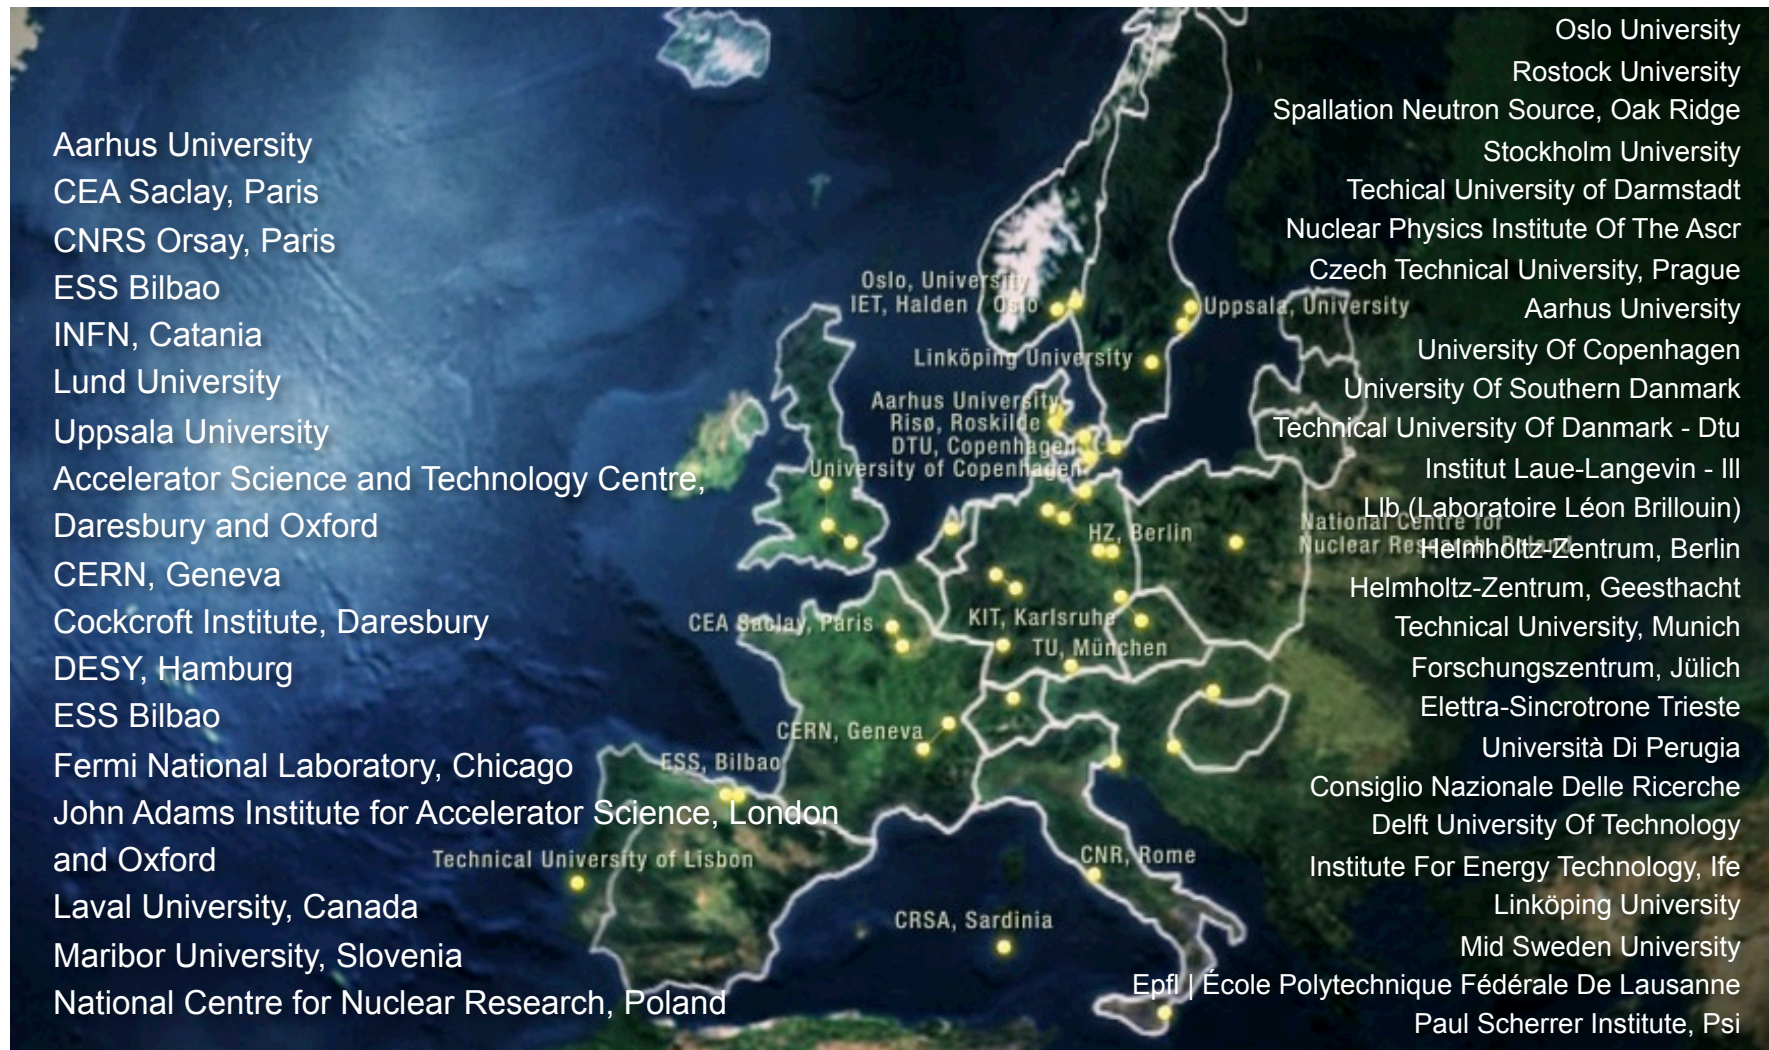 Aarhus University
CEA Saclay, Paris
CNRS Orsay, Paris
ESS Bilbao
INFN, Catania
Lund University
Uppsala University
Accelerator Science and Technology Centre,
Daresbury and Oxford
CERN, Geneva
Cockcroft Institute, Daresbury
DESY, Hamburg
ESS Bilbao
Fermi National Laboratory, Chicago
John Adams Institute for Accelerator Science, London
and Oxford
Laval University, Canada
Maribor University, Slovenia
National Centre for Nuclear Research, Poland
Oslo, University
IET, Halden / Oslo
Uppsala, University
Linköping University
Aarhus University
Risø, Roskilde
DTU, Copenhagen
University of Copenhagen
HZ, Berlin
National Centre for
Nuclear Research, Poland
CEA Saclay, Paris
KIT, Karlsruhe
TU, München
CERN, Geneva
ESS, Bilbao
Technical University of Lisbon
CNR, Rome
CRSA, Sardinia
Oslo University
Rostock University
Spallation Neutron Source, Oak Ridge
Stockholm University
Techical University of Darmstadt
Nuclear Physics Institute Of The Ascr
Czech Technical University, Prague
Aarhus University
University Of Copenhagen
University Of Southern Danmark
Technical University Of Danmark - Dtu
Institut Laue-Langevin - Ill
Llb (Laboratoire Léon Brillouin)
Helmholtz-Zentrum, Berlin
Helmholtz-Zentrum, Geesthacht
Technical University, Munich
Forschungszentrum, Jülich
Elettra-Sincrotrone Trieste
Università Di Perugia
Consiglio Nazionale Delle Ricerche
Delft University Of Technology
Institute For Energy Technology, Ife
Linköping University
Mid Sweden University
Epfl | École Polytechnique Fédérale De Lausanne
Paul Scherrer Institute, Psi